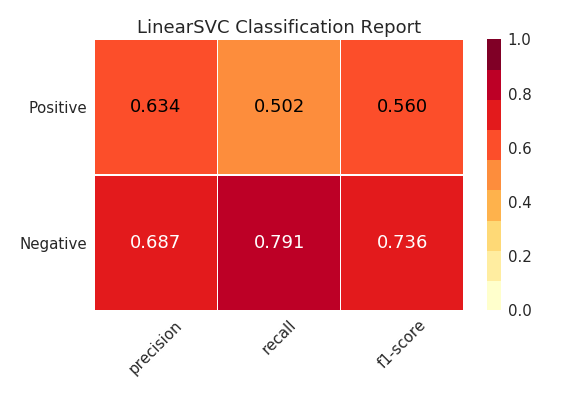 LinearSVC Classification Report
Positive 0.634 0.502 0.560
Negative 0.687 0.791 0.736
precision recall f1-score
1.0
0.8
0.6
0.4
0.2
0.0